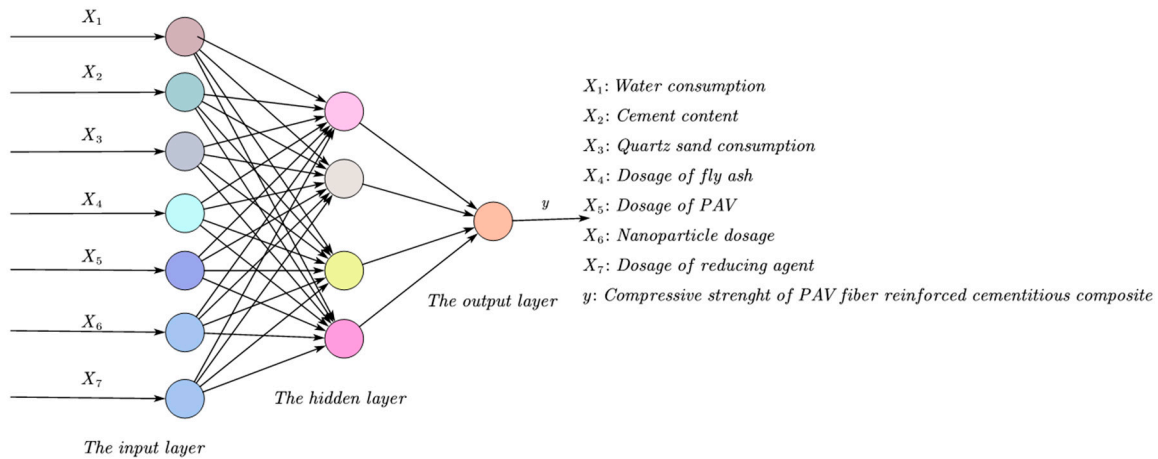 X1
X2
X3
X4
X5
X6
X7
The input layer
The hidden layer
The output layer
y
X1: Water consumption
X2: Cement content
X3: Quartz sand consumption
X4: Dosage of fly ash
X5: Dosage of PAV
X6: Nanoparticle dosage
X7: Dosage of reducing agent
y: Compressive strenght of PAV fiber reinforced cementitious composite